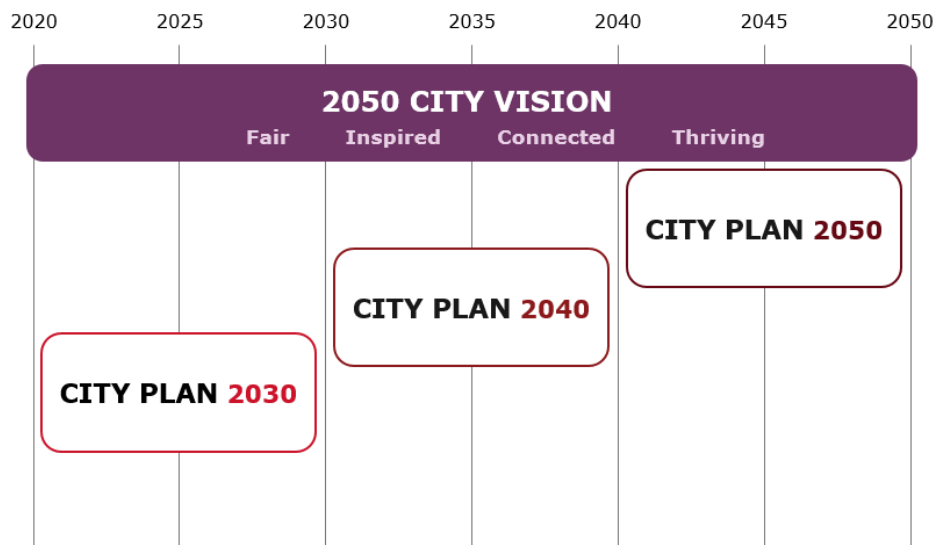 2020 2025 2030 2035 2040 2045 2050
2050 CITY VISION
Fair Inspired Connected Thriving
CITY PLAN 2050
CITY PLAN 2040
CITY PLAN 2030